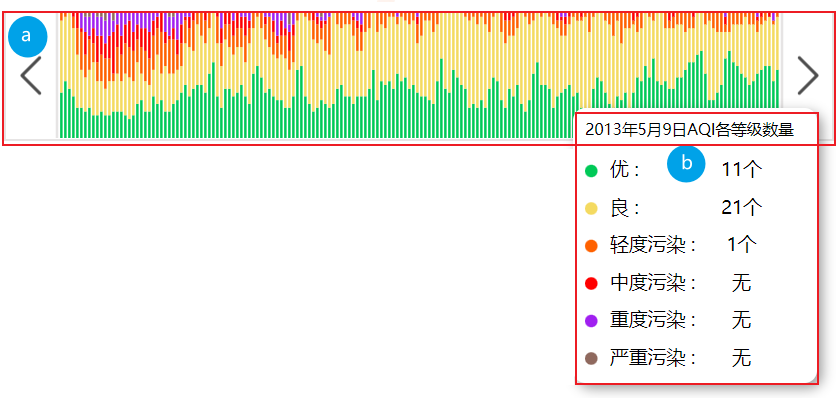 a
2013年5月9日AQI各等级数量
b
优： 11个
良： 21个
轻度污染： 1个
中度污染： 无
重度污染： 无
严重污染： 无